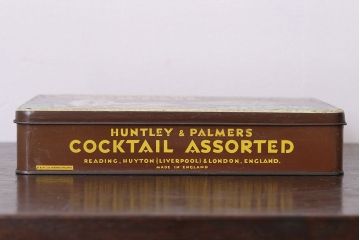 HUNTLEY & PALMERS
COCKTAIL ASSORTED
READING, HUYTON (LIVERPOOL) & LONDON, ENGLAND.
MADE IN ENGLAND